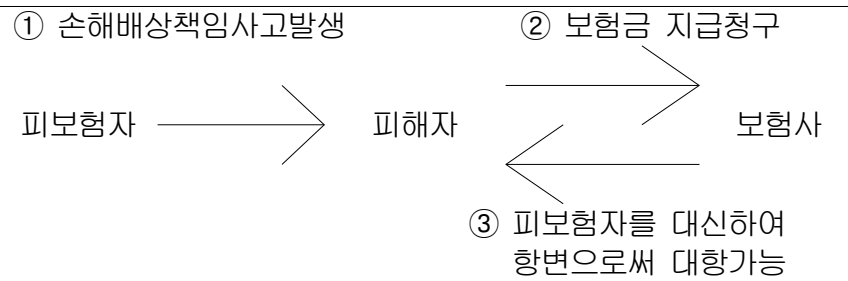 ① 손해배상책임사고발생
② 보험금 지급청구
피보험자
피해자
보험사
③ 피보험자를 대신하여
항변으로써 대항가능